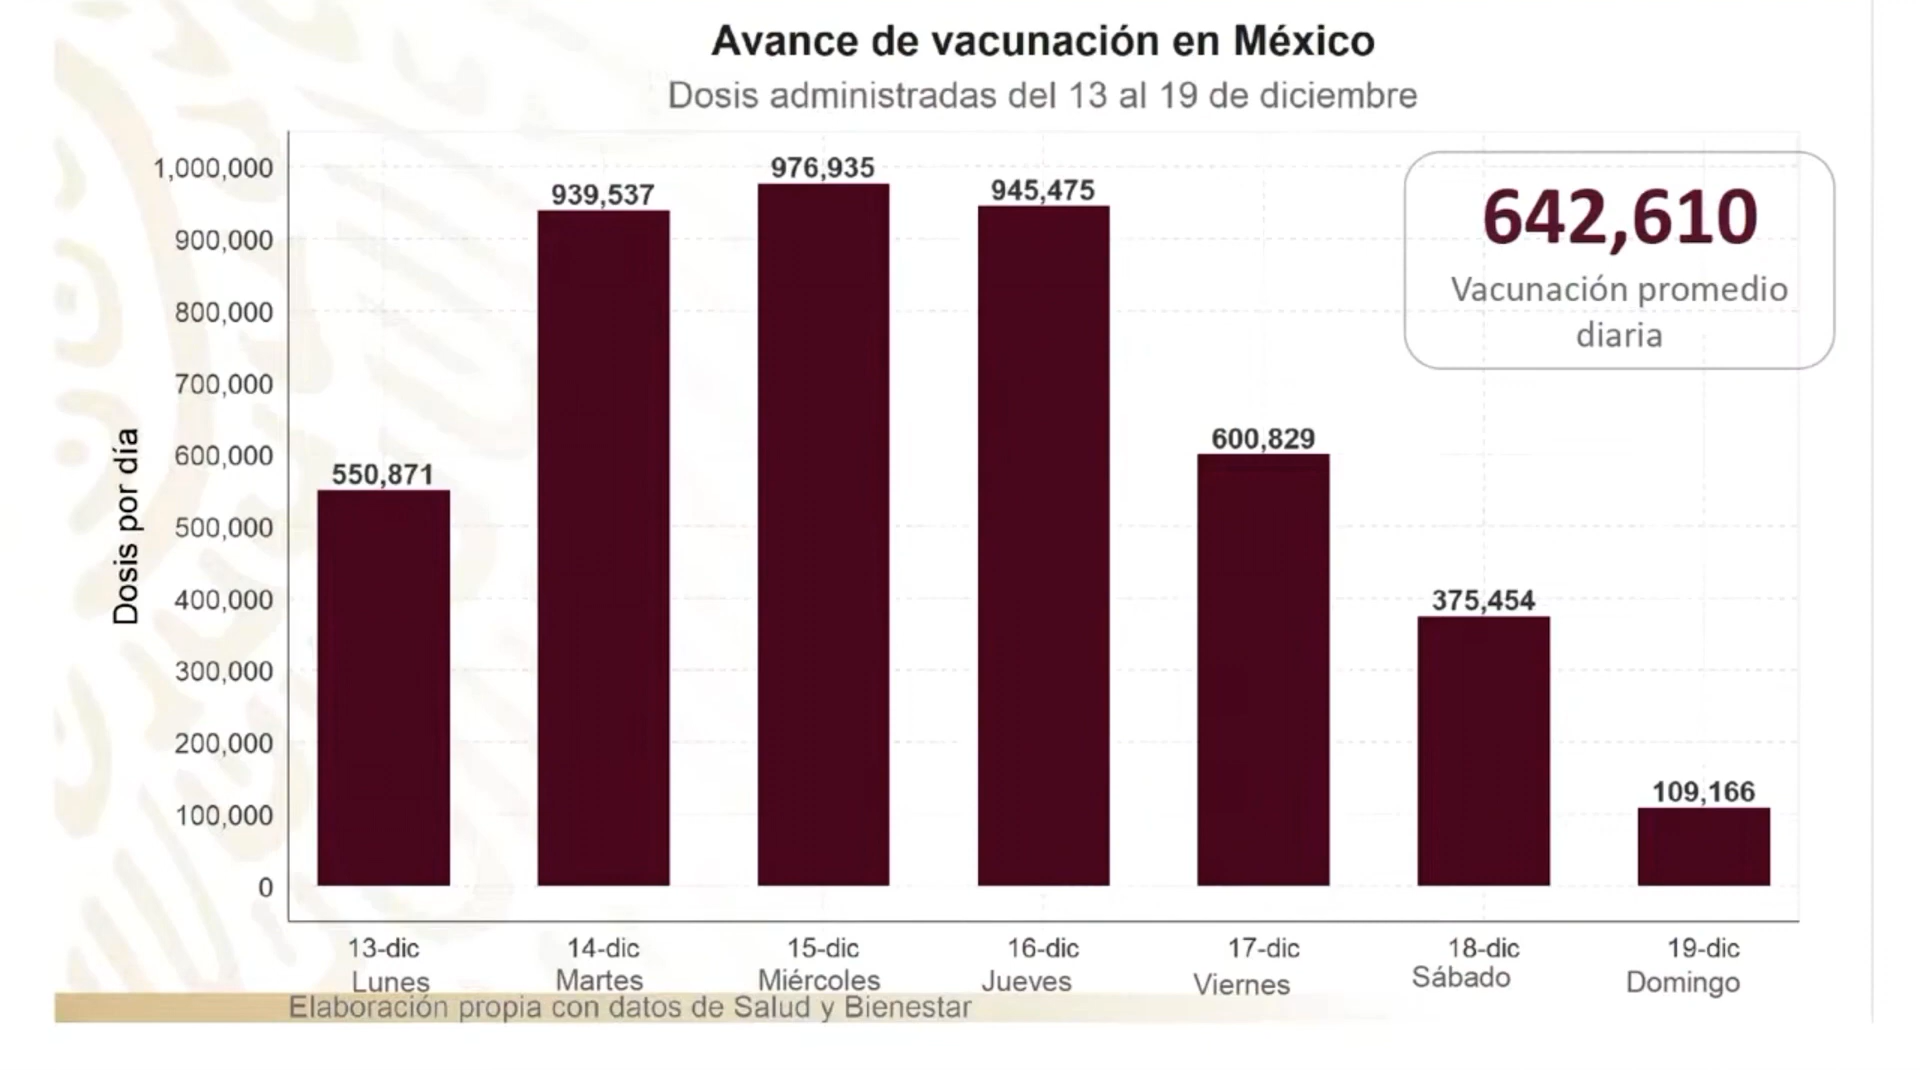 Avance de vacunación en México
Dosis administradas del 13 al 19 de diciembre
1,000,000
900,000
800,000
700,000
600,000
500,000
400,000
300,000
200,000
100,000
0
Dosis por día
550,871
939,537
976,935
945,475
600,829
375,454
109,166
642,610
Vacunación promedio
diaria
13-dic 14-dic 15-dic 16-dic 17-dic 18-dic 19-dic
Lunes Martes Miércoles Jueves Viernes Sábado Domingo
Elaboración propia con datos de Salud y Bienestar